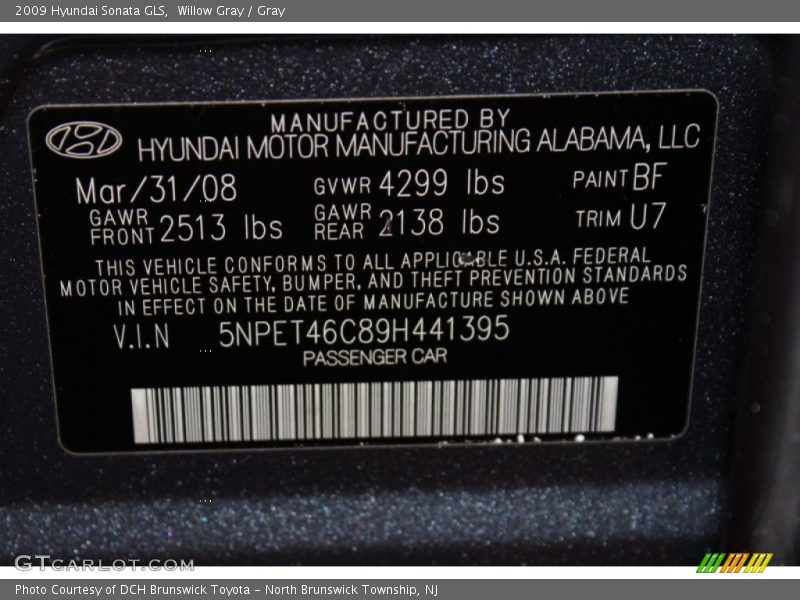 2009 Hyundai Sonata GLS,  Willow Gray / Gray
MANUFACTURED BY
HYUNDAI MOTOR MANUFACTURING ALABAMA, LLC
Mar/31/08 GVWR 4299 lbs PAINT BF
GAWR FRONT 2513 lbs GAWR REAR 2138 lbs TRIM U7
THIS VEHICLE CONFORMS TO ALL APPLICABLE U.S.A. FEDERAL
MOTOR VEHICLE SAFETY, BUMPER, AND THEFT PREVENTION STANDARDS
IN EFFECT ON THE DATE OF MANUFACTURE SHOWN ABOVE
V.I.N 5NPET46C89H441395
PASSENGER CAR
GTCARLOT.COM
Photo Courtesy of DCH Brunswick Toyota - North Brunswick Township, NJ